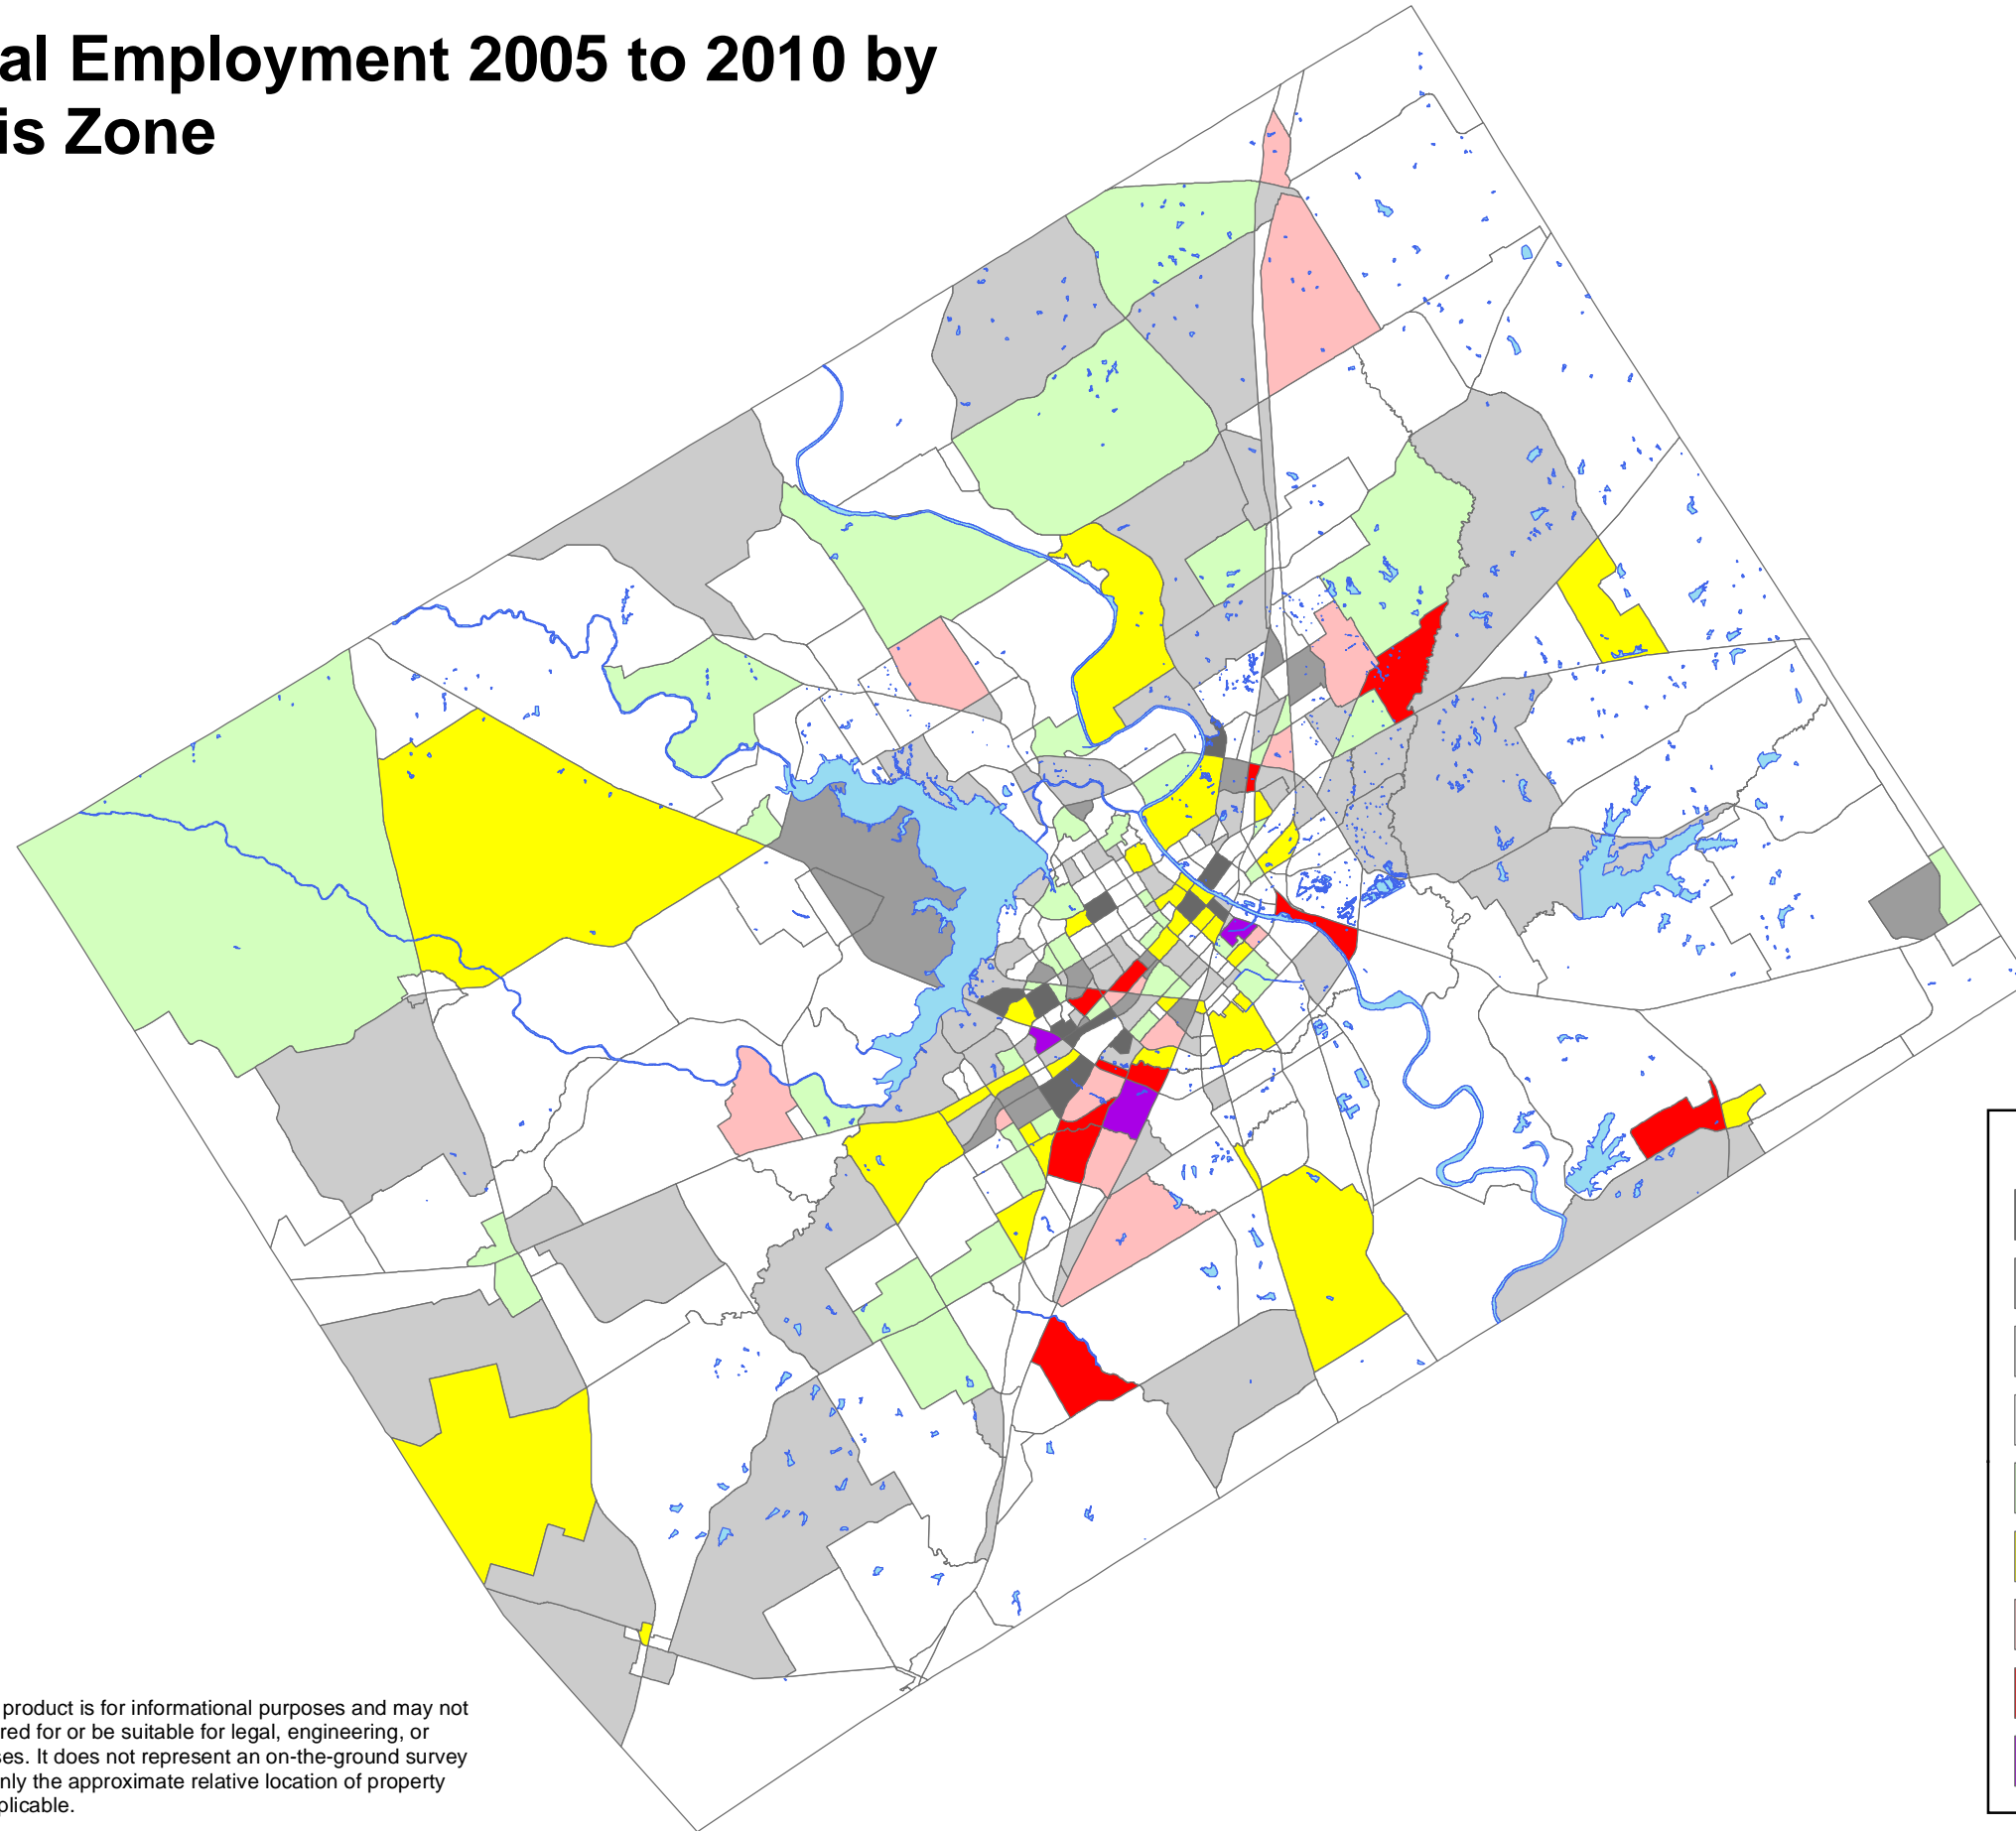 al Employment 2005 to 2010 by
is Zone
product is for informational purposes and may not
red for or be suitable for legal, engineering, or
ses. It does not represent an on-the-ground survey
nly the approximate relative location of property
plicable.